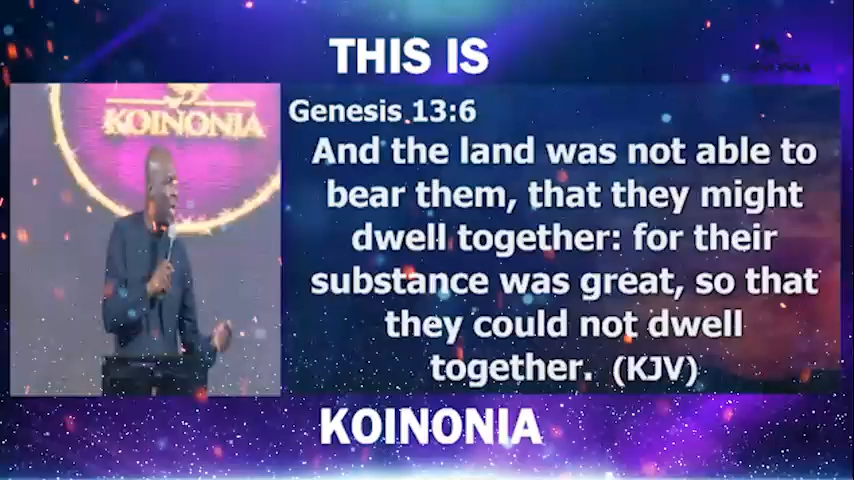 THIS IS
KOINONIA
Genesis 13:6
And the land was not able to
bear them, that they might
dwell together: for their
substance was great, so that
they could not dwell
together. (KJV)
KOINONIA